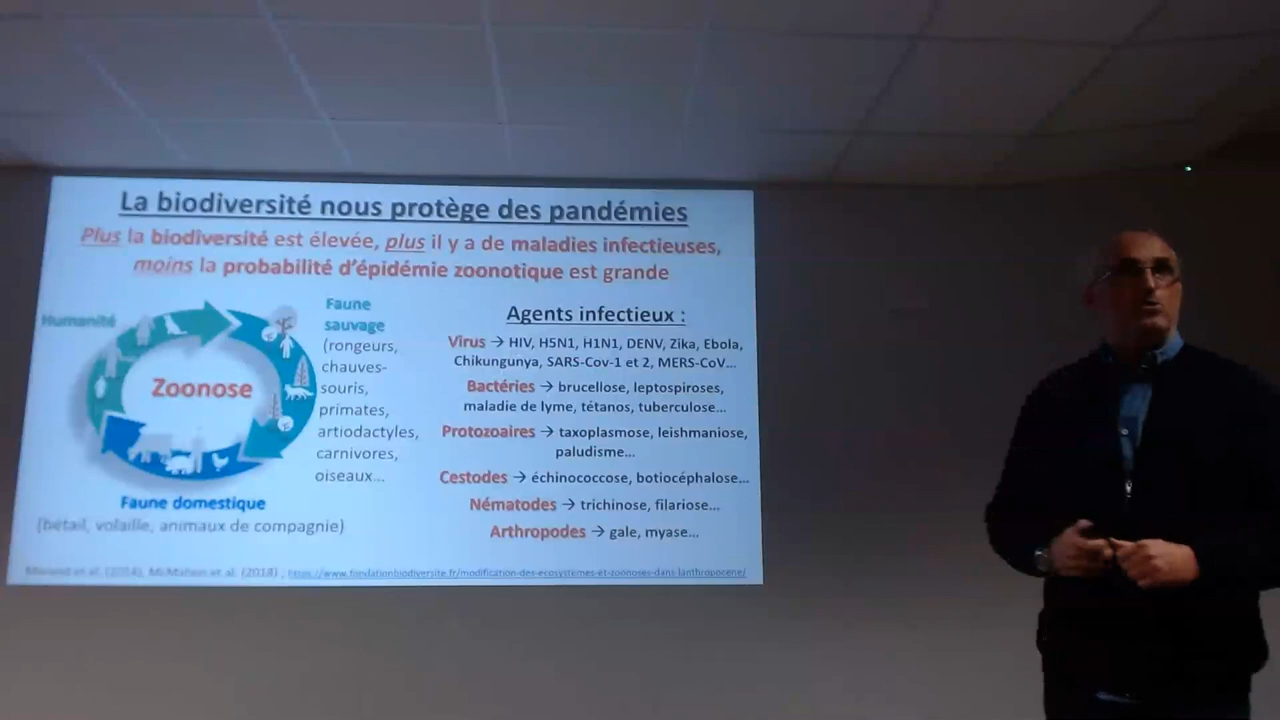 La biodiversité nous protège des pandémies
Plus la biodiversité est élevée, plus il y a de maladies infectieuses,
moins la probabilité d'épidémie zoonotique est grande
Humanité
Zoonose
Faune
sauvage
(rongeurs,
chauves-
souris,
primates,
artiodactyles,
carnivores,
oiseaux...
Faune domestique
(bétail, volaille, animaux de compagnie)
Agents infectieux :
Virus → HIV, H5N1, H1N1, DENV, Zika, Ebola,
Chikungunya, SARS-Cov-1 et 2, MERS-CoV...
Bactéries → brucellose, leptospiroses,
maladie de lyme, tétanos, tuberculose...
Protozoaires → taxoplasmose, leishmaniose,
paludisme...
Cestodes → échinococcose, botiocéphalose...
Nématodes → trichinose, filariose...
Arthropodes → gale, myase...
Morand et al. (2014), McMahon et al. (2018) , https://www.fondationbiodiversite.fr/modification-des-ecosystemes-et-zoonoses-dans-lanthropocene/